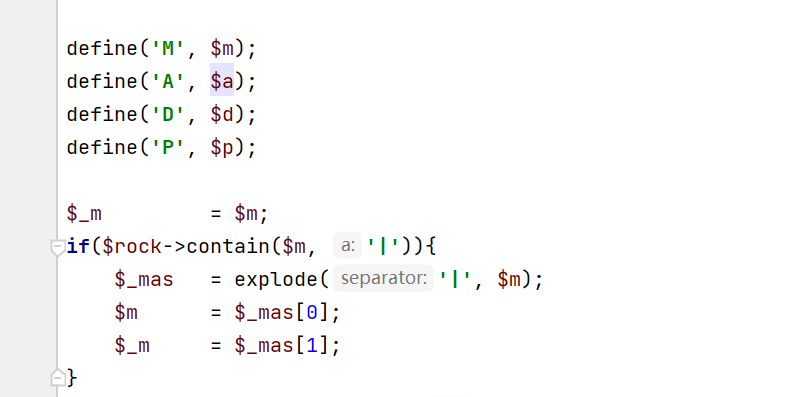 define('M', $m);
define('A', $a);
define('D', $d);
define('P', $p);
$_m = $m;
if($rock->contain($m, a: '|')){
$_mas = explode( separator: '|', $m);
$m = $_mas[0];
$_m = $_mas[1];
}